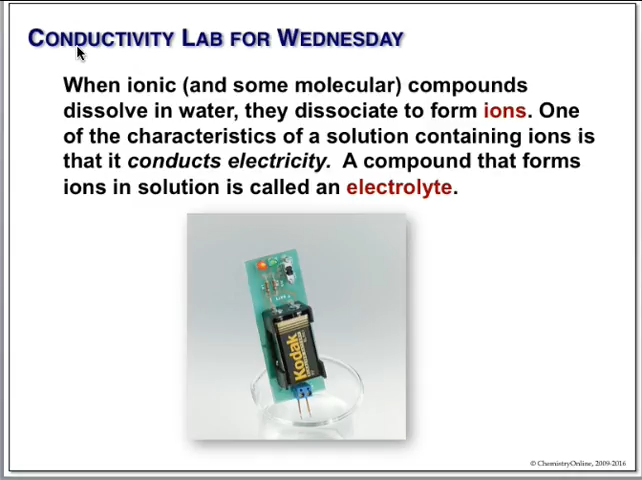 CONDUCTIVITY LAB FOR WEDNESDAY
When ionic (and some molecular) compounds
dissolve in water, they dissociate to form ions. One
of the characteristics of a solution containing ions is
that it conducts electricity. A compound that forms
ions in solution is called an electrolyte.
Kodak
© ChemistryOnline, 2009-2016